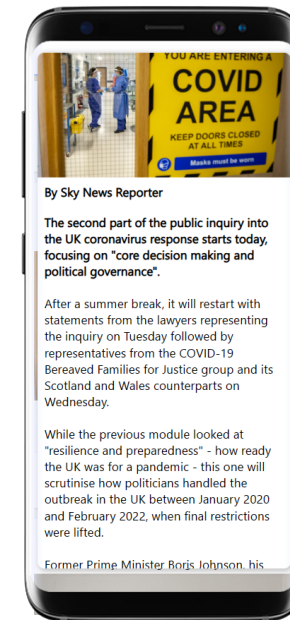 YOU ARE ENTERING A
COVID
AREA
KEEP DOORS CLOSED
AT ALL TIMES
Masks must be worn
By Sky News Reporter
The second part of the public inquiry into
the UK coronavirus response starts today,
focusing on "core decision making and
political governance".
After a summer break, it will restart with
statements from the lawyers representing
the inquiry on Tuesday followed by
representatives from the COVID-19
Bereaved Families for Justice group and its
Scotland and Wales counterparts on
Wednesday.
While the previous module looked at
"resilience and preparedness" - how ready
the UK was for a pandemic - this one will
scrutinise how politicians handled the
outbreak in the UK between January 2020
and February 2022, when final restrictions
were lifted.
Former Prime Minister Boris Johnson, his